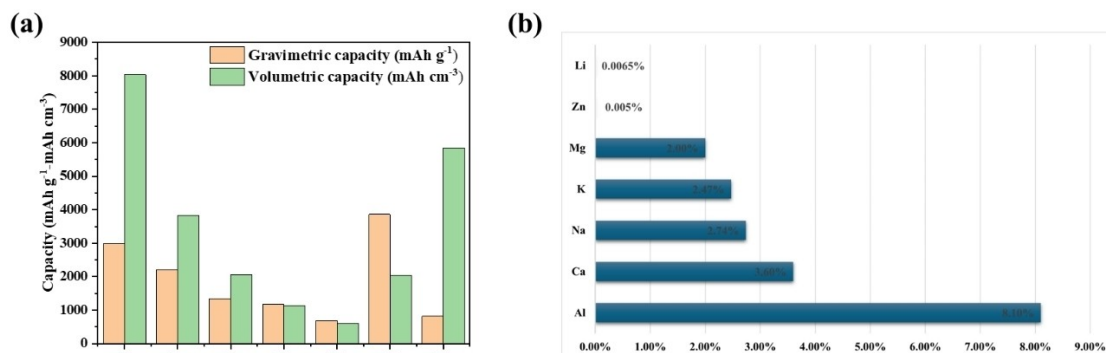 (a)
9000
8000
7000
6000
5000
4000
3000
2000
1000
0
Capacity (mAh g⁻¹-mAh cm⁻³)
Gravimetric capacity (mAh g⁻¹)
Volumetric capacity (mAh cm⁻³)
(b)
Li 0.0065%
Zn 0.005%
Mg 2.00%
K 2.47%
Na 2.74%
Ca 3.60%
Al 8.10%
0.00% 1.00% 2.00% 3.00% 4.00% 5.00% 6.00% 7.00% 8.00% 9.00%